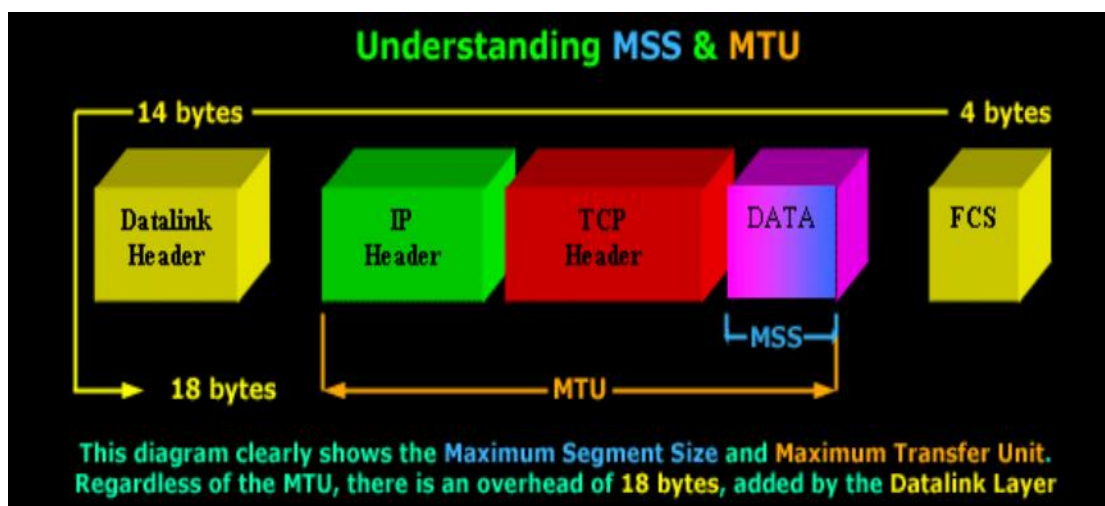 Understanding MSS & MTU
14 bytes
4 bytes
Datalink
Header
IP
Header
TCP
Header
DATA
FCS
MSS
MTU
18 bytes
This diagram clearly shows the Maximum Segment Size and Maximum Transfer Unit.
Regardless of the MTU, there is an overhead of 18 bytes, added by the Datalink Layer